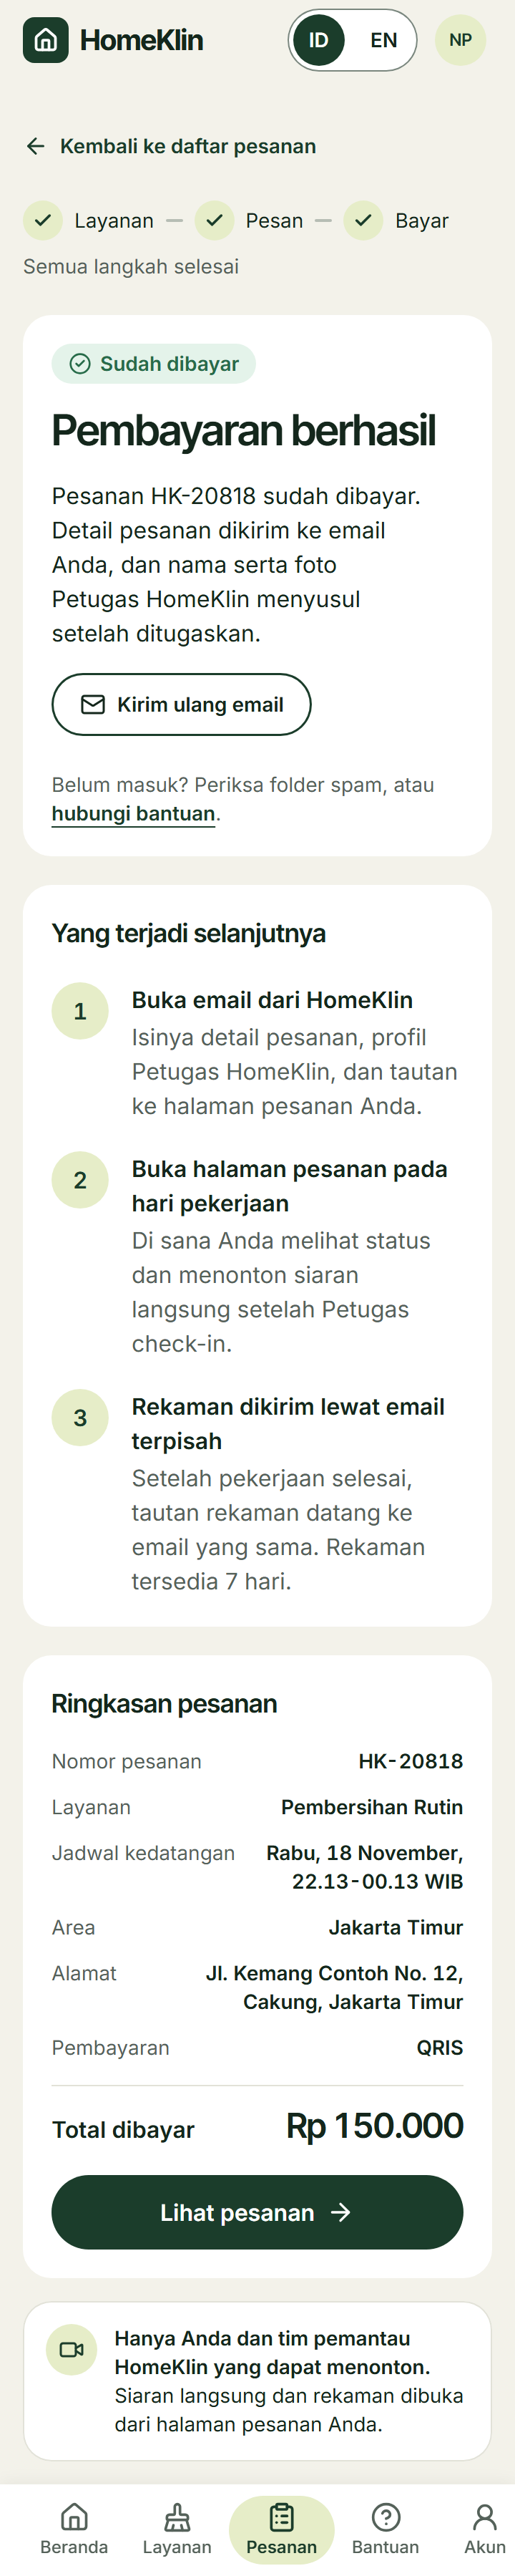 HomeKlin
ID
EN
NP
Kembali ke daftar pesanan
Layanan
Pesan
Bayar
Semua langkah selesai
Sudah dibayar
Pembayaran berhasil
Pesanan HK-20818 sudah dibayar.
Detail pesanan dikirim ke email
Anda, dan nama serta foto
Petugas HomeKlin menyusul
setelah ditugaskan.
Kirim ulang email
Belum masuk? Periksa folder spam, atau
hubungi bantuan.
Yang terjadi selanjutnya
1
Buka email dari HomeKlin
Isinya detail pesanan, profil
Petugas HomeKlin, dan tautan
ke halaman pesanan Anda.
2
Buka halaman pesanan pada
hari pekerjaan
Di sana Anda melihat status
dan menonton siaran
langsung setelah Petugas
check-in.
3
Rekaman dikirim lewat email
terpisah
Setelah pekerjaan selesai,
tautan rekaman datang ke
email yang sama. Rekaman
tersedia 7 hari.
Ringkasan pesanan
Nomor pesanan HK-20818
Layanan Pembersihan Rutin
Jadwal kedatangan Rabu, 18 November,
22.13-00.13 WIB
Area Jakarta Timur
Alamat Jl. Kemang Contoh No. 12,
Cakung, Jakarta Timur
Pembayaran QRIS
Total dibayar Rp 150.000
Lihat pesanan
Hanya Anda dan tim pemantau
HomeKlin yang dapat menonton.
Siaran langsung dan rekaman dibuka
dari halaman pesanan Anda.
Beranda
Layanan
Pesanan
Bantuan
Akun